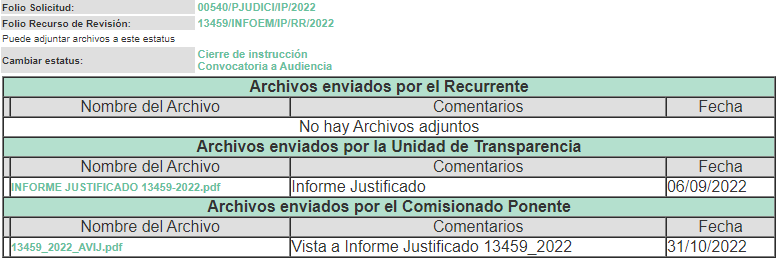 Folio Solicitud: 00540/PJUDICI/IP/2022
Folio Recurso de Revisión: 13459/INFOEM/IP/RR/2022
Puede adjuntar archivos a este estatus
Cambiar estatus: Cierre de instrucción
Convocatoria a Audiencia
Archivos enviados por el Recurrente
Nombre del Archivo Comentarios Fecha
No hay Archivos adjuntos
Archivos enviados por la Unidad de Transparencia
Nombre del Archivo Comentarios Fecha
INFORME JUSTIFICADO 13459-2022.pdf Informe Justificado 06/09/2022
Archivos enviados por el Comisionado Ponente
Nombre del Archivo Comentarios Fecha
13459_2022_AVIJ.pdf Vista a Informe Justificado 13459_2022 31/10/2022